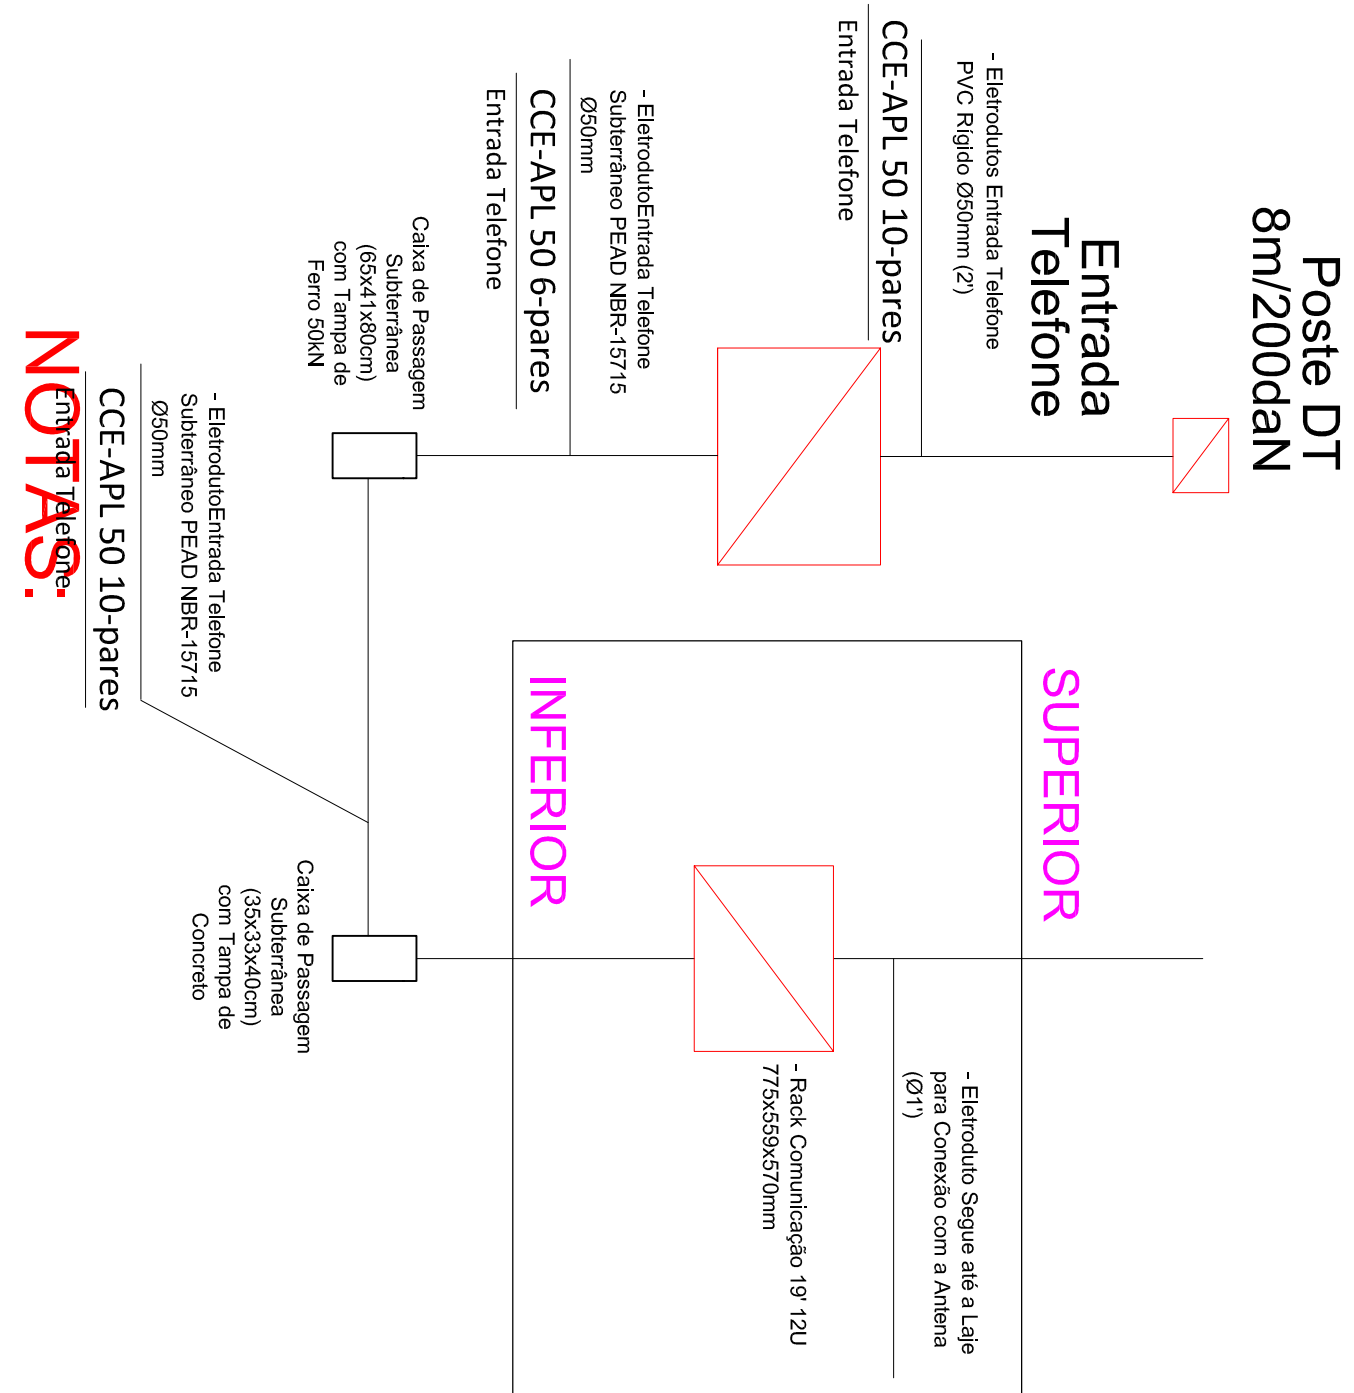 Poste DT
8m/200daN
Entrada
Telefone
- Eletrodutos Entrada Telefone
PVC Rígido Ø50mm (2')
CCE-APL 50 10-pares
Entrada Telefone
- EletrodutoEntrada Telefone
Subterrâneo PEAD NBR-15715
Ø50mm
CCE-APL 50 6-pares
Entrada Telefone
Caixa de Passagem
Subterrânea
(65x41x80cm)
com Tampa de
Ferro 50kN
- EletrodutoEntrada Telefone
Subterrâneo PEAD NBR-15715
Ø50mm
CCE-APL 50 10-pares
Entrada Telefone
NOTAS:
SUPERIOR
INFERIOR
- Eletroduto Segue até a Laje
para Conexão com a Antena
(Ø1')
- Rack Comunicação 19' 12U
775x559x570mm
Caixa de Passagem
Subterrânea
(35x33x40cm)
com Tampa de
Concreto